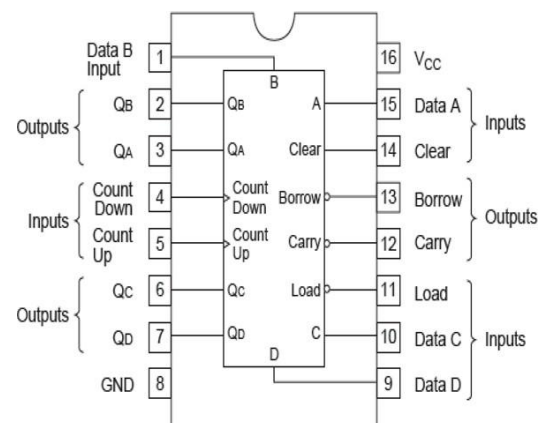 Data B
Input
1
16
VCC
B
Outputs
QB
2
QB
A
15
Data A
Inputs
QA
3
QA
Clear
14
Clear
Inputs
Count
Down
4
Count
Down
Borrow
13
Borrow
Outputs
Count
Up
5
Count
Up
Carry
12
Carry
Outputs
QC
6
QC
Load
11
Load
Inputs
QD
7
QD
C
10
Data C
D
GND
8
9
Data D